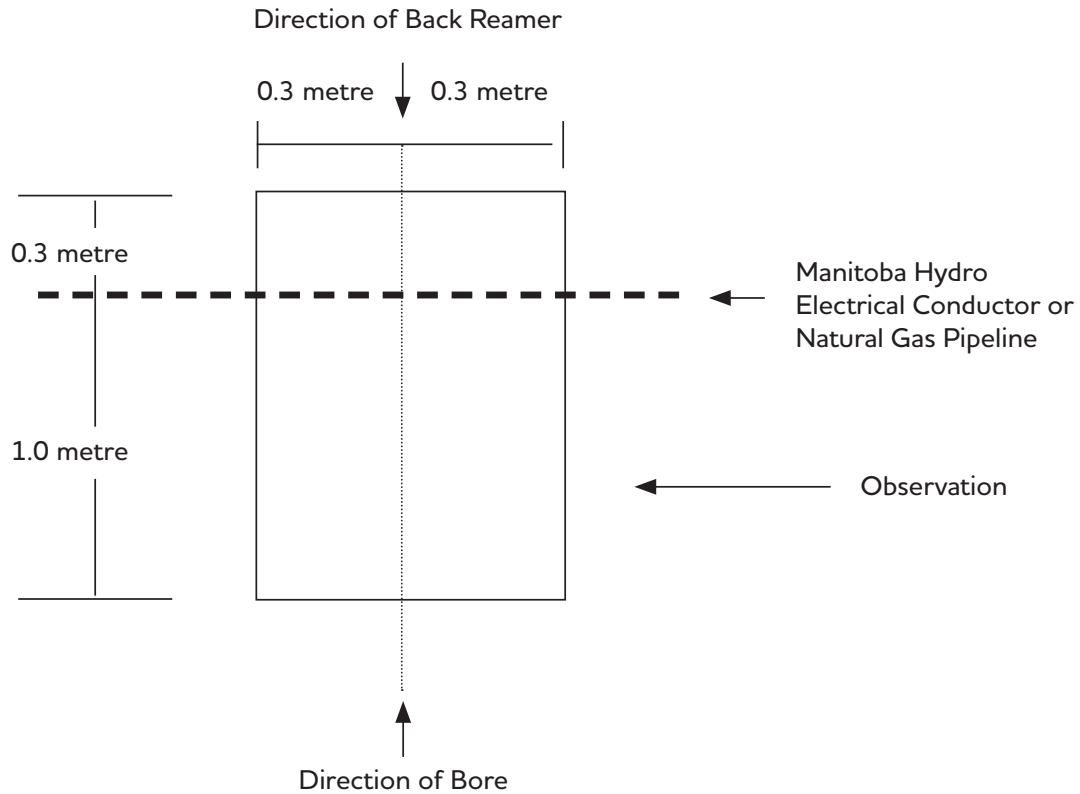 Direction of Back Reamer
0.3 metre
0.3 metre
0.3 metre
Manitoba Hydro
Electrical Conductor or
Natural Gas Pipeline
1.0 metre
Observation
Direction of Bore